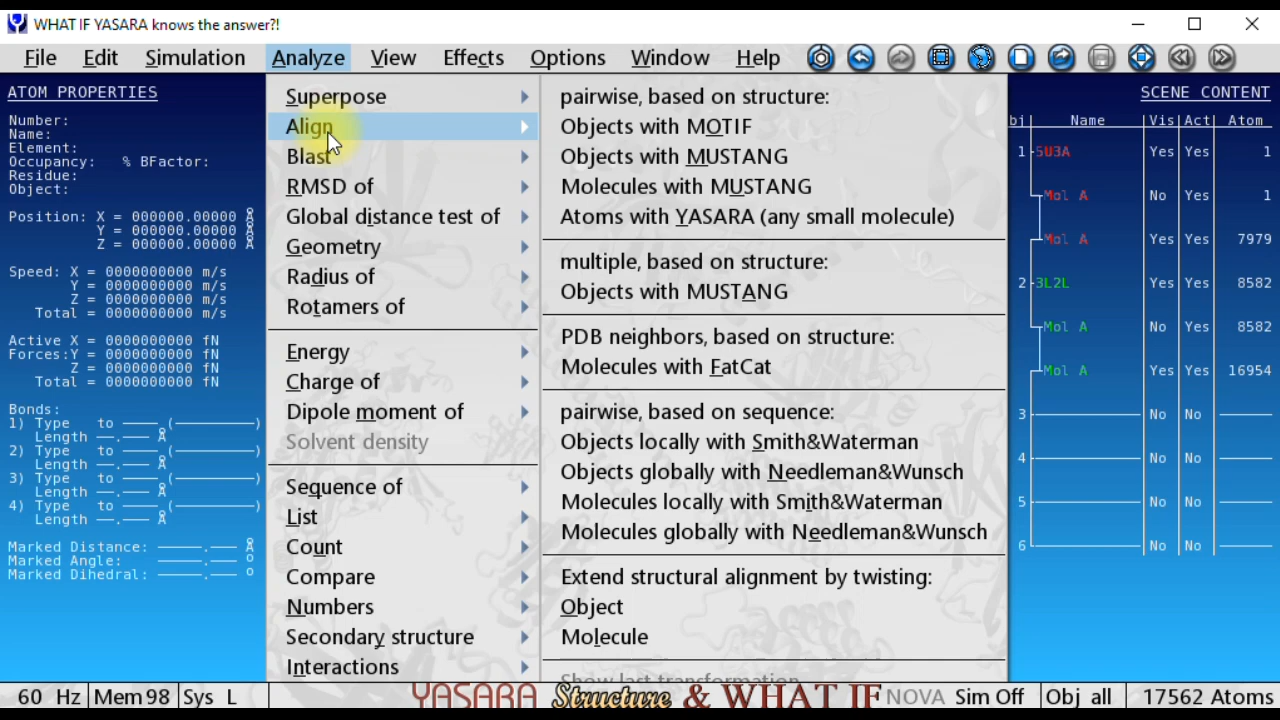 WHAT IF YASARA knows the answer?!
File Edit Simulation Analyze View Effects Options Window Help
ATOM PROPERTIES
Number:
Name:
Element:
Occupancy: % BFactor:
Residue:
Object:
Position: X = 000000.00000 Å
Y = 000000.00000 Å
Z = 000000.00000 Å
Speed: X = 0000000000 m/s
Y = 0000000000 m/s
Z = 0000000000 m/s
Total = 0000000000 m/s
Active X = 0000000000 fN
Forces:Y = 0000000000 fN
Z = 0000000000 fN
Total = 0000000000 fN
Bonds:
1) Type to ( )
Length . Å
2) Type to ( )
Length . Å
3) Type to ( )
Length . Å
4) Type to ( )
Length . Å
Marked Distance: . Å
Marked Angle: . o
Marked Dihedral: . o
Superpose
Align
Blast
RMSD of
Global distance test of
Geometry
Radius of
Rotamers of
Energy
Charge of
Dipole moment of
Solvent density
Sequence of
List
Count
Compare
Numbers
Secondary structure
Interactions
pairwise, based on structure:
Objects with MOTIF
Objects with MUSTANG
Molecules with MUSTANG
Atoms with YASARA (any small molecule)
multiple, based on structure:
Objects with MUSTANG
PDB neighbors, based on structure:
Molecules with FatCat
pairwise, based on sequence:
Objects locally with Smith&Waterman
Objects globally with Needleman&Wunsch
Molecules locally with Smith&Waterman
Molecules globally with Needleman&Wunsch
Extend structural alignment by twisting:
Object
Molecule
Show last transformation
SCENE CONTENT
bj Name Vis Act Atom
1 5U3A Yes Yes 1
Mol A No Yes 1
Mol A Yes Yes 7979
2 3L2L Yes Yes 8582
Mol A No Yes 8582
Mol A Yes Yes 16954
3 No No
4 No No
5 No No
6 No No
60 Hz Mem98 Sys L YASARA Structure & WHAT IF NOVA Sim Off Obj all 17562 Atoms